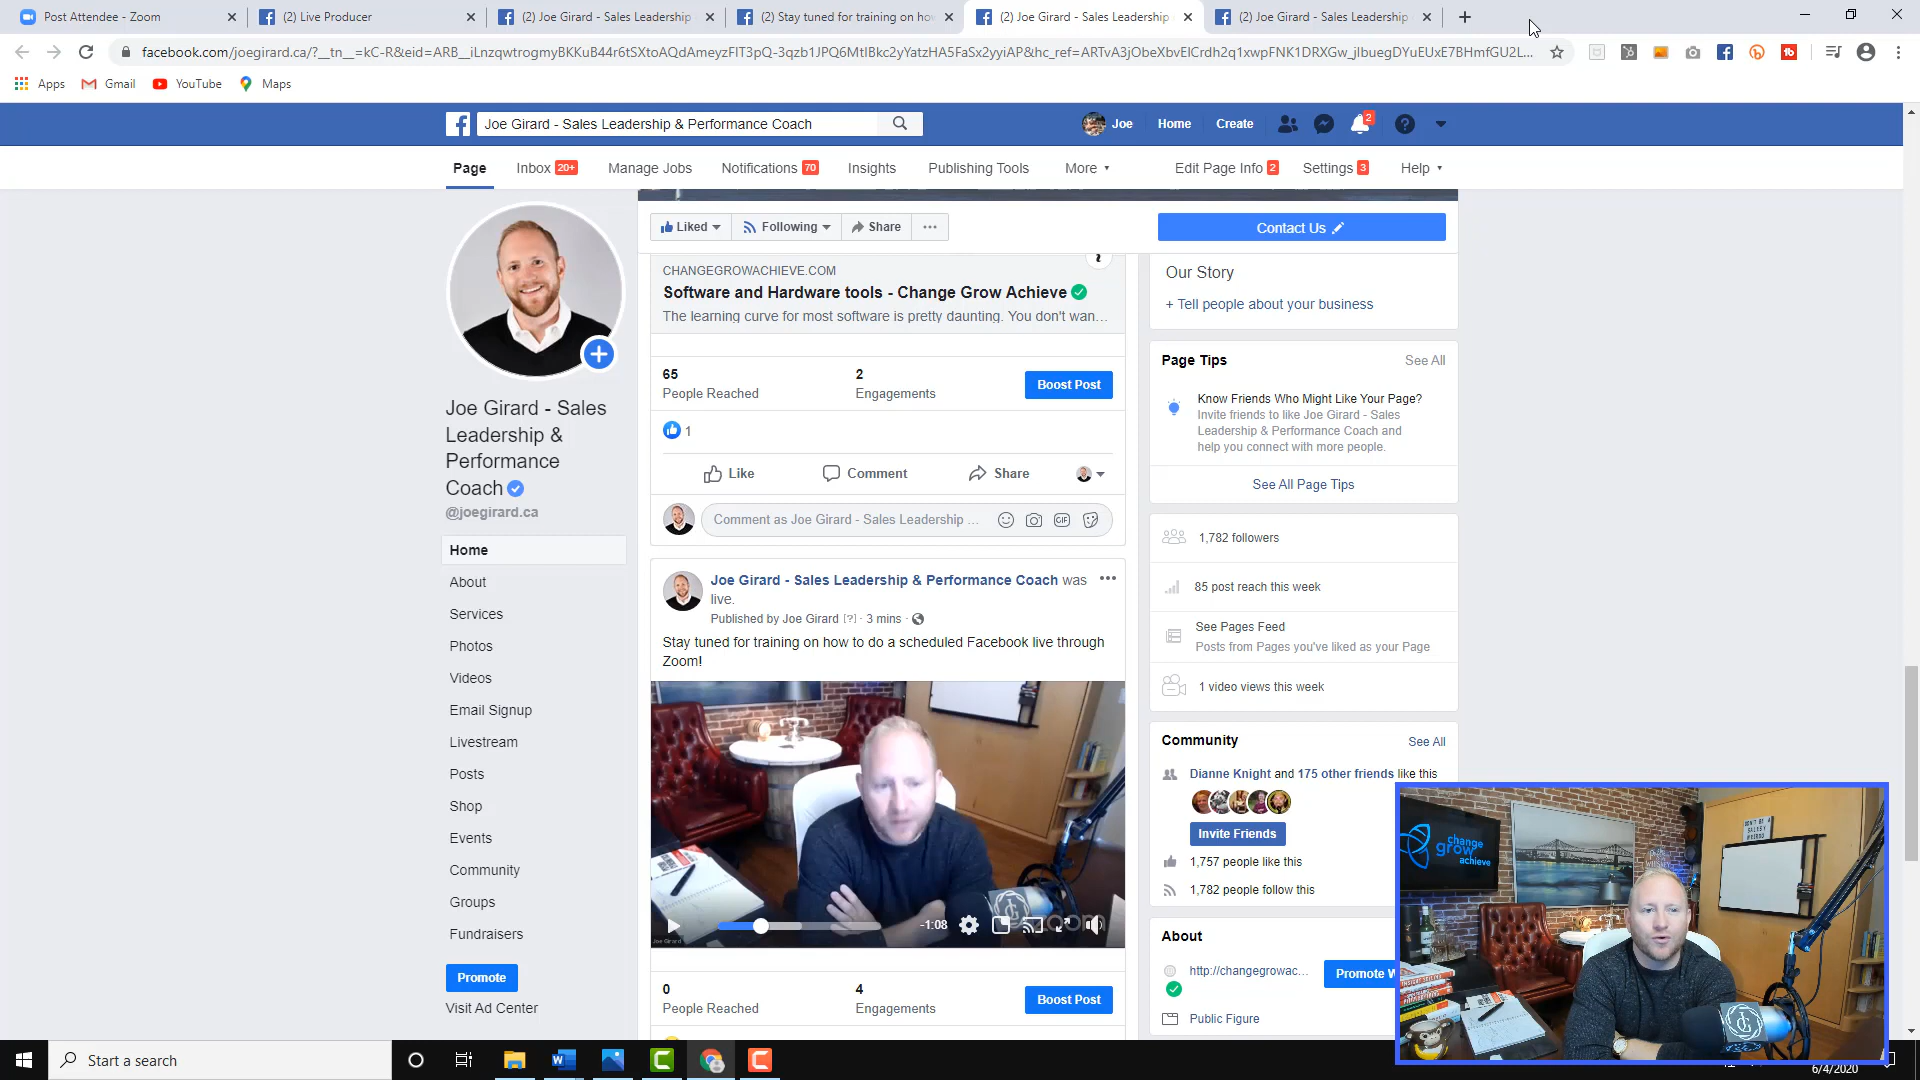 Post Attendee - Zoom
(2) Live Producer
(2) Joe Girard - Sales Leadership
(2) Stay tuned for training on how
(2) Joe Girard - Sales Leadership
(2) Joe Girard - Sales Leadership
Apps
Gmail
YouTube
Maps
Joe Girard - Sales Leadership & Performance Coach
Joe
Home
Create
2
Page
Inbox 20+
Manage Jobs
Notifications 70
Insights
Publishing Tools
More
Edit Page Info 2
Settings 3
Help
Liked
Following
Share
Contact Us
Joe Girard - Sales
Leadership &
Performance
Coach
@joegirard.ca
Home
About
Services
Photos
Videos
Email Signup
Livestream
Posts
Shop
Events
Community
Groups
Fundraisers
Promote
Visit Ad Center
CHANGEGROWACHIEVE.COM
Software and Hardware tools - Change Grow Achieve
The learning curve for most software is pretty daunting. You don't wan...
65
People Reached
2
Engagements
Boost Post
1
Like
Comment
Share
Comment as Joe Girard - Sales Leadership ...
GIF
Joe Girard - Sales Leadership & Performance Coach was
live.
Published by Joe Girard [?] · 3 mins ·
Stay tuned for training on how to do a scheduled Facebook live through
Zoom!
-1:08
zoom
Joe Girard
0
People Reached
4
Engagements
Boost Post
Our Story
+ Tell people about your business
Page Tips
See All
Know Friends Who Might Like Your Page?
Invite friends to like Joe Girard - Sales
Leadership & Performance Coach and
help you connect with more people.
See All Page Tips
1,782 followers
85 post reach this week
See Pages Feed
Posts from Pages you've liked as your Page
1 video views this week
Community
See All
Dianne Knight and 175 other friends like this
Invite Friends
1,757 people like this
1,782 people follow this
About
http://changegrowac...
Promote W
Public Figure
change
grow
achieve
DON'T BE A
SALESY
WEIRDO
Start a search
6/4/2020